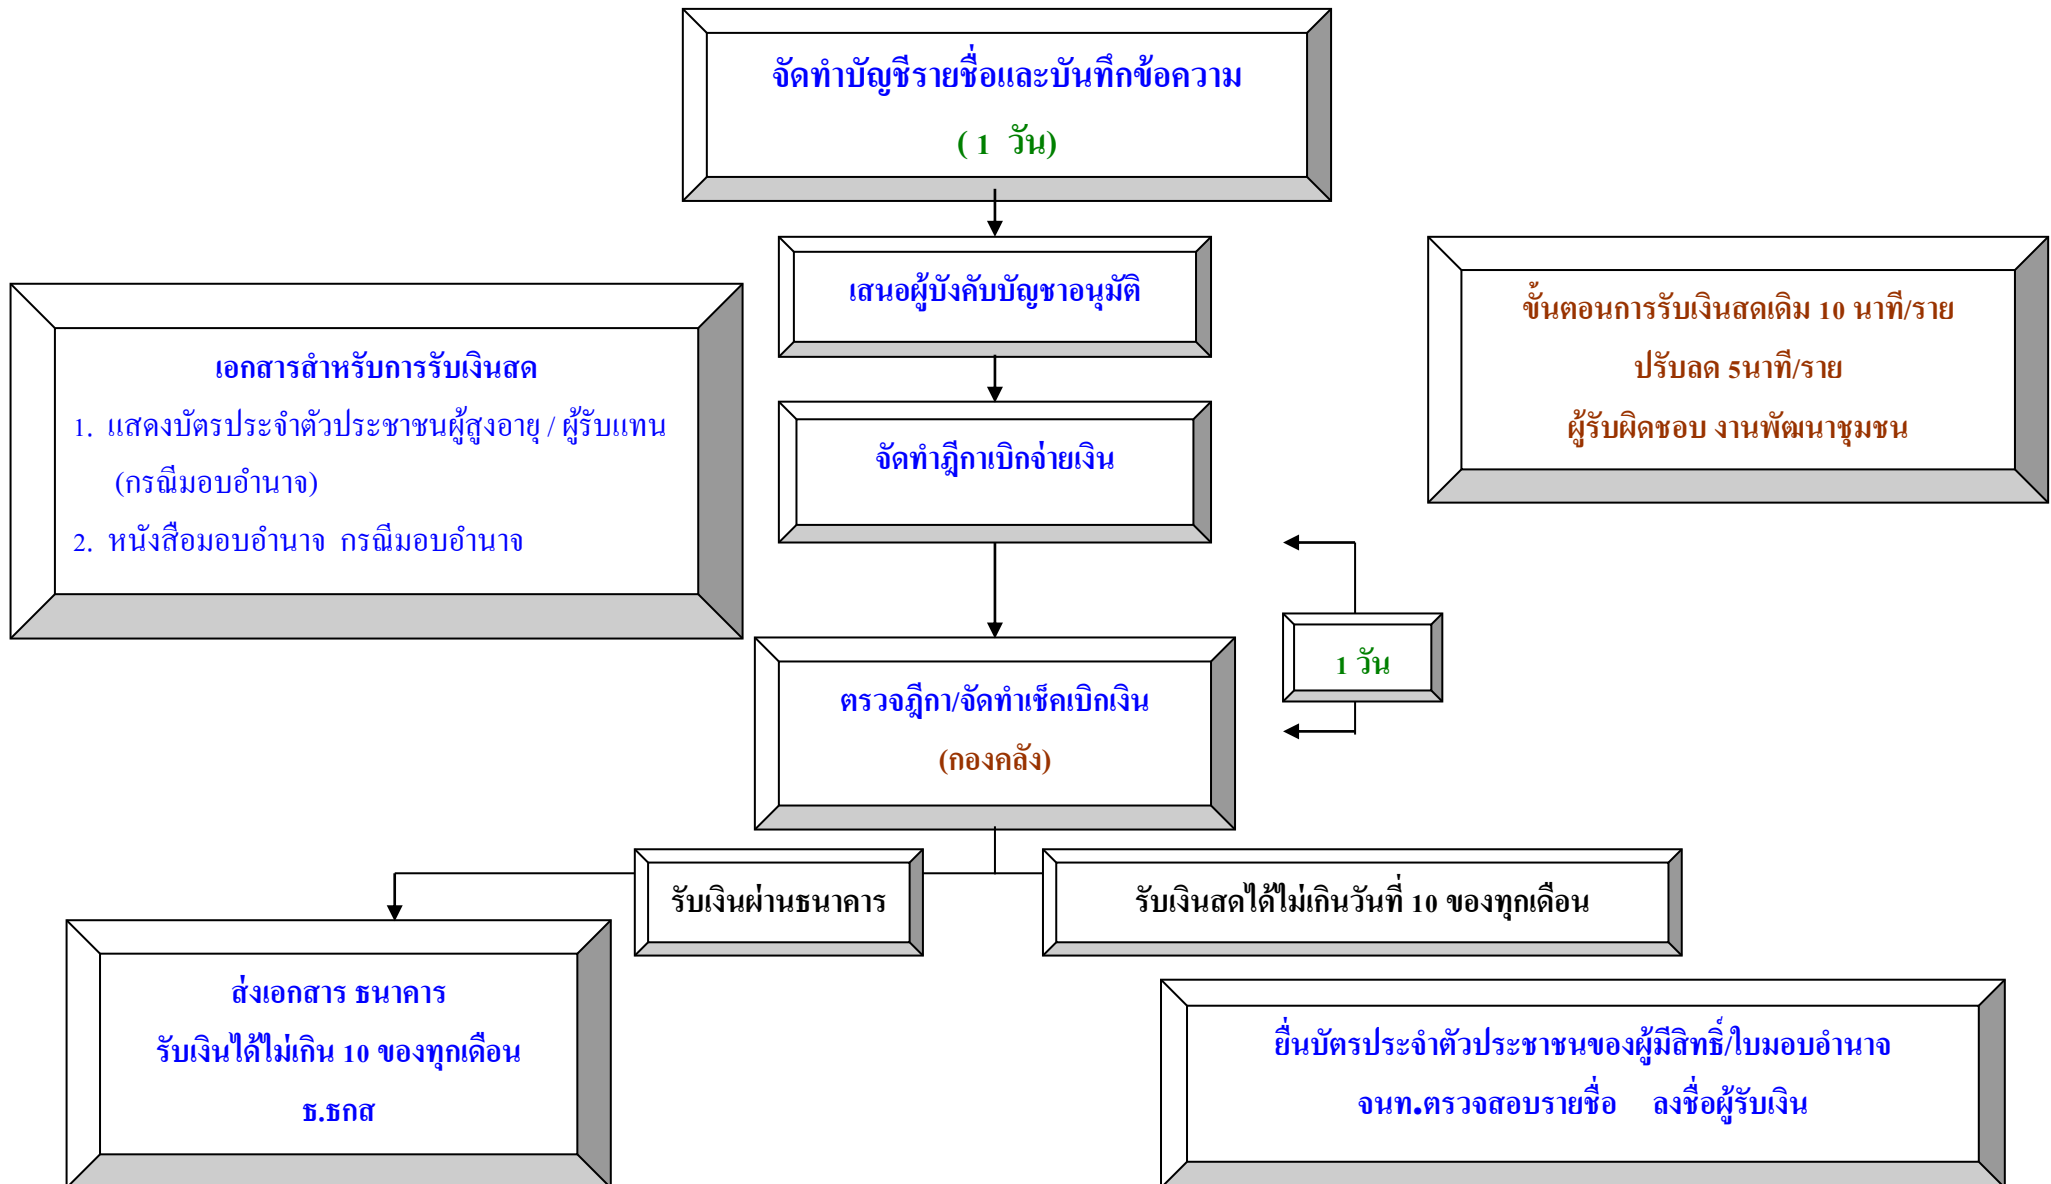 จัดทำบัญชีรายชื่อและบันทึกข้อความ
( 1 วัน)
เสนอผู้บังคับบัญชาอนุมัติ
จัดทำฎีกาเบิกจ่ายเงิน
เอกสารสำหรับการรับเงินสด
1. แสดงบัตรประจำตัวประชาชนผู้สูงอายุ / ผู้รับแทน
(กรณีมอบอำนาจ)
2. หนังสือมอบอำนาจ กรณีมอบอำนาจ
ขั้นตอนการรับเงินสดเดิม 10 นาที/ราย
ปรับลด 5นาที/ราย
ผู้รับผิดชอบ งานพัฒนาชุมชน
1 วัน
ตรวจฎีกา/จัดทำเช็คเบิกเงิน
(กองคลัง)
รับเงินผ่านธนาคาร
รับเงินสดได้ไม่เกินวันที่ 10 ของทุกเดือน
ส่งเอกสาร ธนาคาร
รับเงินได้ไม่เกิน 10 ของทุกเดือน
ธ.ธกส
ยื่นบัตรประจำตัวประชาชนของผู้มีสิทธิ์/ใบมอบอำนาจ
จนท.ตรวจสอบรายชื่อ ลงชื่อผู้รับเงิน